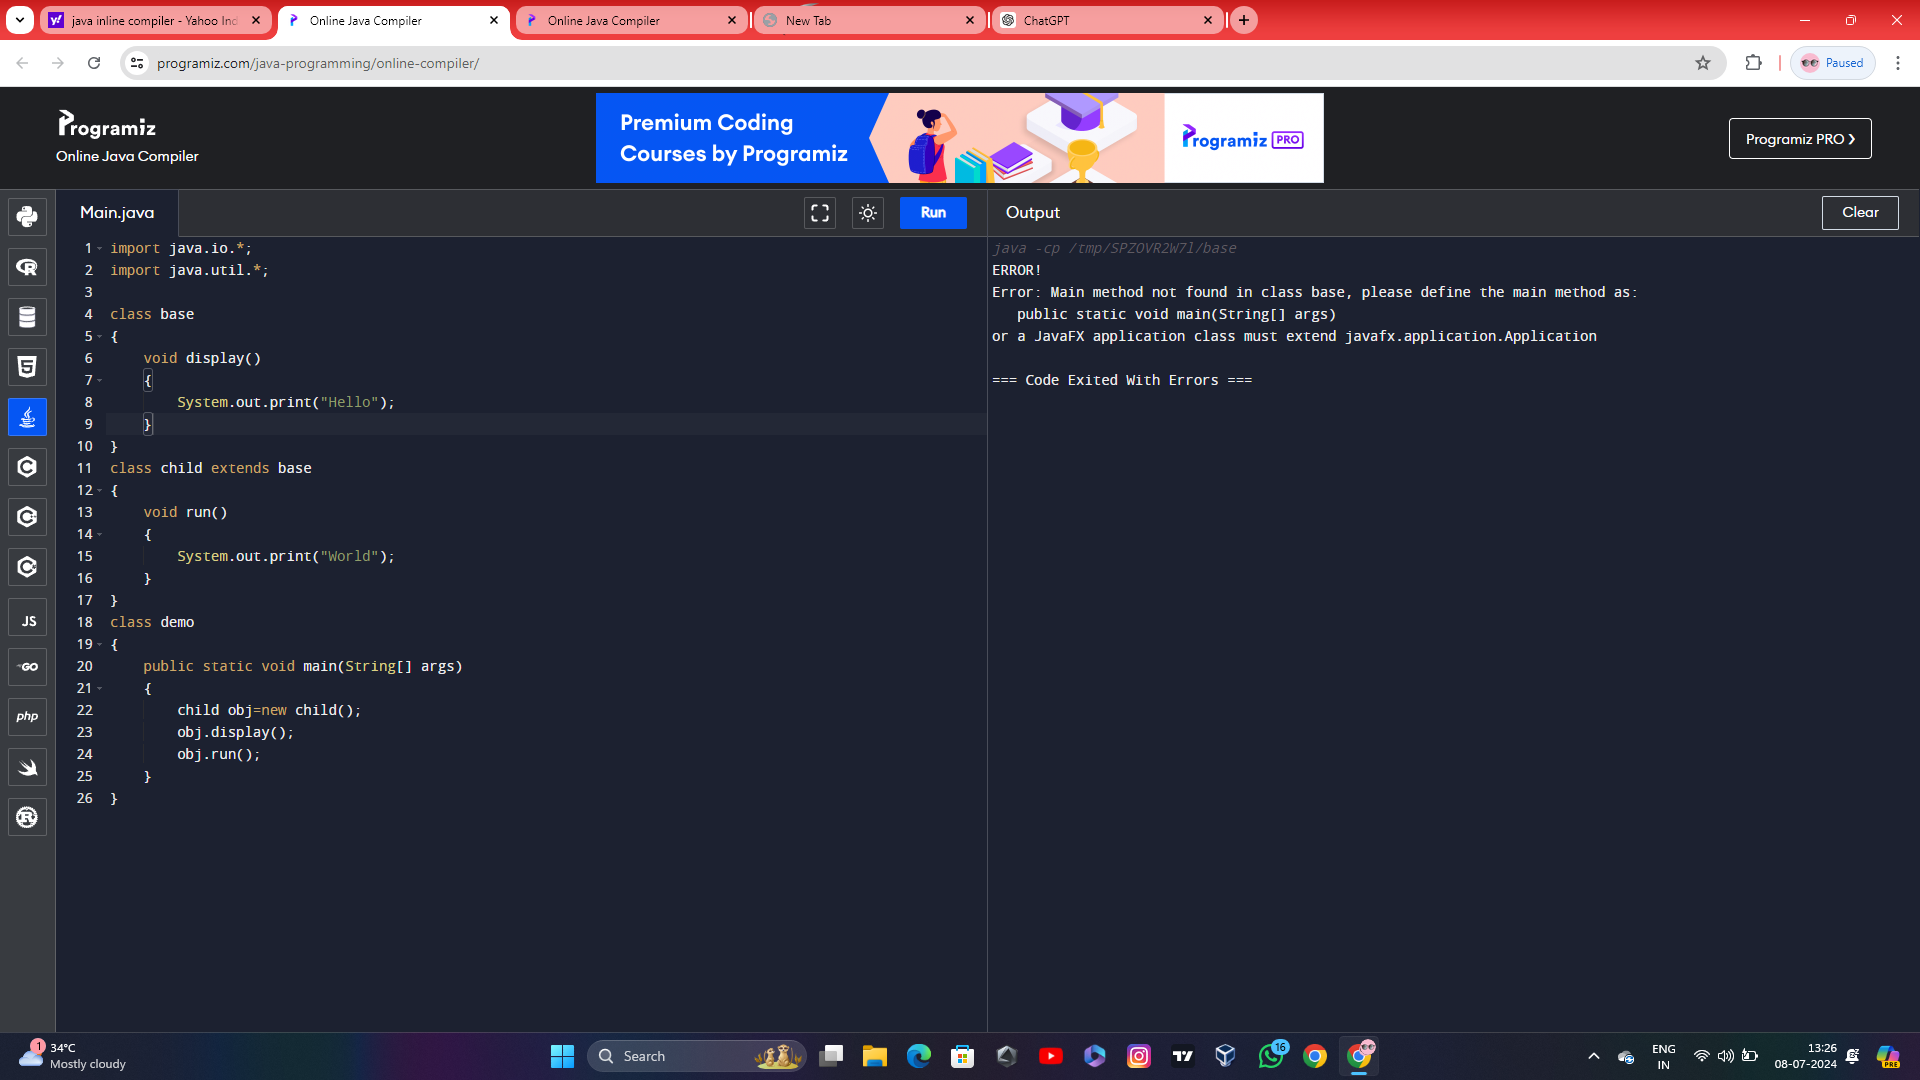 java inline compiler - Yahoo Ind
Online Java Compiler
Online Java Compiler
New Tab
ChatGPT
programiz.com/java-programming/online-compiler/
Paused
Programiz
Online Java Compiler
Premium Coding
Courses by Programiz
Programiz PRO
Programiz PRO ❯
Main.java
Run
Output
Clear
1 import java.io.*;
2 import java.util.*;
3
4 class base
5 {
6 void display()
7 {
8 System.out.print("Hello");
9 }
10 }
11 class child extends base
12 {
13 void run()
14 {
15 System.out.print("World");
16 }
17 }
18 class demo
19 {
20 public static void main(String[] args)
21 {
22 child obj=new child();
23 obj.display();
24 obj.run();
25 }
26 }
java -cp /tmp/SPZOVR2W7l/base
ERROR!
Error: Main method not found in class base, please define the main method as:
public static void main(String[] args)
or a JavaFX application class must extend javafx.application.Application
=== Code Exited With Errors ===
JS
GO
php
1
34°C
Mostly cloudy
Search
16
ENG
IN
13:26
08-07-2024
PRE